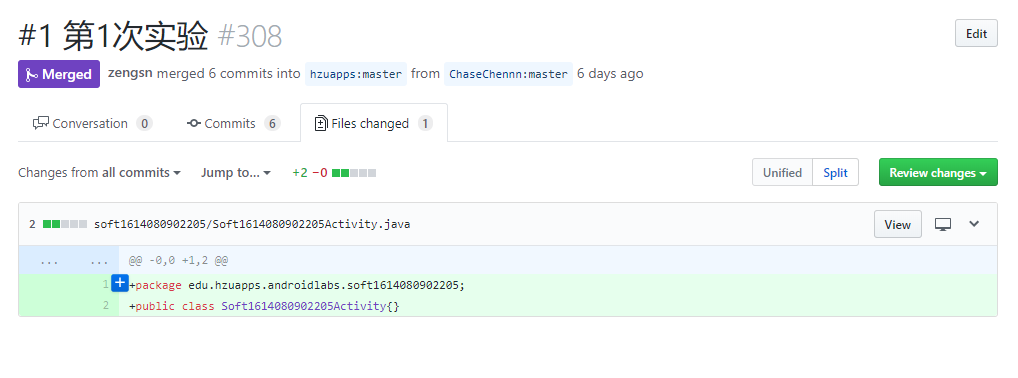 #1 第1次实验 #308
Edit
Merged zengsn merged 6 commits into hzuapps:master from ChaseChennn:master 6 days ago
Conversation 0 Commits 6 Files changed 1
Changes from all commits Jump to... +2 −0 Unified Split Review changes
2 soft1614080902205/Soft1614080902205Activity.java View
... ... @@ -0,0 +1,2 @@
1 +package edu.hzuapps.androidlabs.soft1614080902205;
2 +public class Soft1614080902205Activity{}